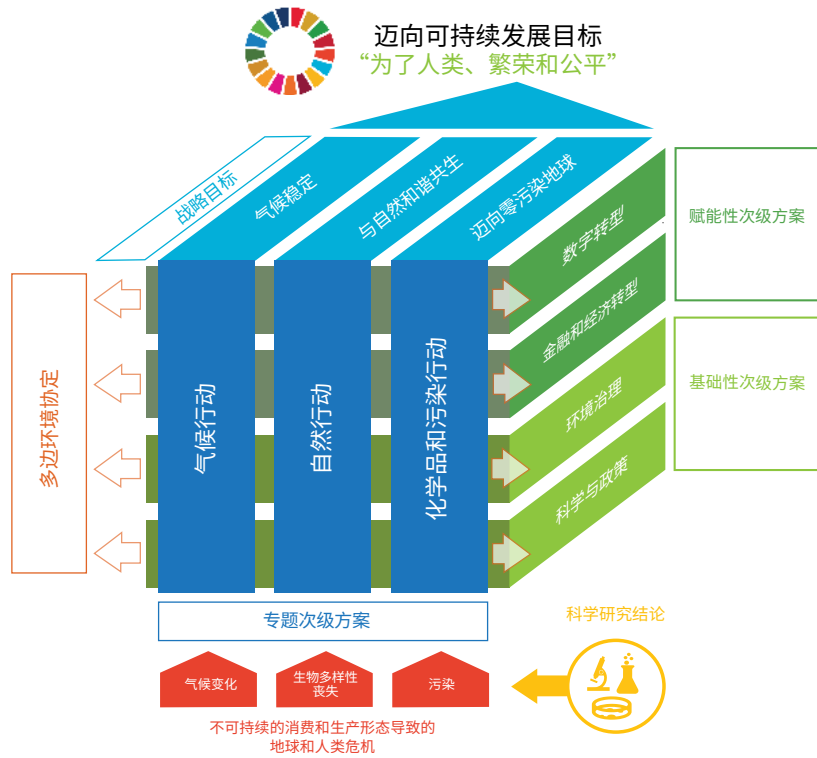 迈向可持续发展目标
“为了人类、繁荣和公平”
战略目标
气候稳定
与自然和谐共生
迈向零污染地球
数字转型
金融和经济转型
环境治理
科学与政策
赋能性次级方案
基础性次级方案
多边环境协定
气候行动
自然行动
化学品和污染行动
专题次级方案
科学研究结论
气候变化
生物多样性
丧失
污染
不可持续的消费和生产形态导致的
地球和人类危机